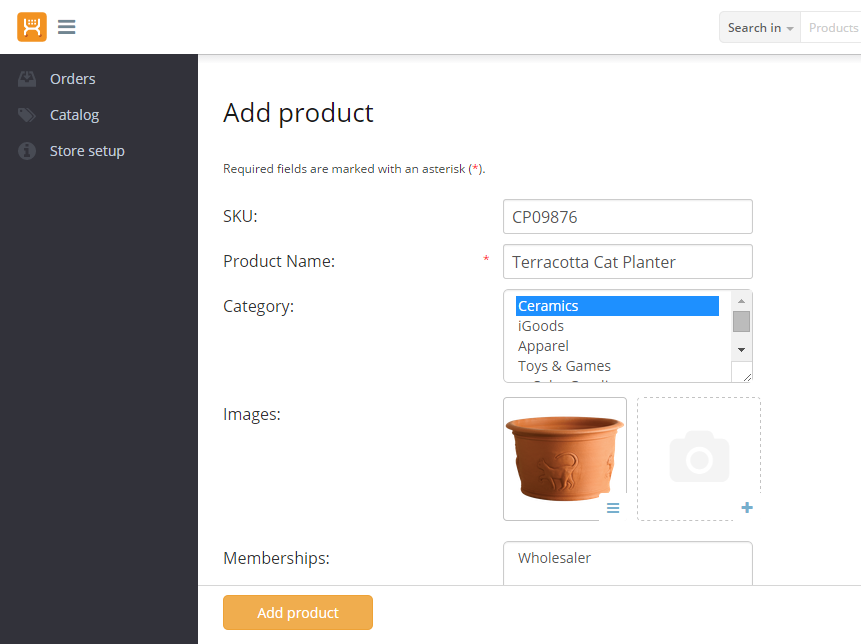 Search in
Products
Orders
Catalog
Store setup
Add product
Required fields are marked with an asterisk (*).
SKU:
CP09876
Product Name:
*
Terracotta Cat Planter
Category:
Ceramics
iGoods
Apparel
Toys & Games
Images:
Memberships:
Wholesaler
Add product